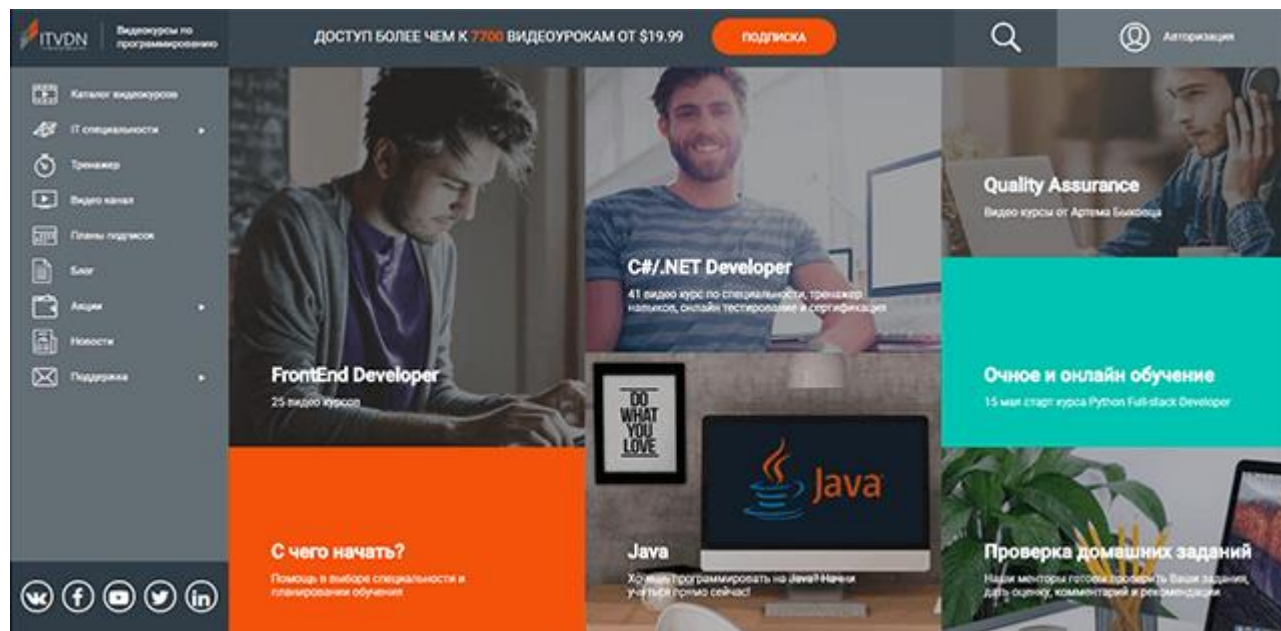 ITVDN
Видеокурсы по
программированию
ДОСТУП БОЛЕЕ ЧЕМ К 7700 ВИДЕОУРОКАМ ОТ $19.99
ПОДПИСКА
Авторизация
Каталог видеокурсов
IT специальности
Тренажер
Видео канал
Планы подписок
Блог
Акции
Новости
Поддержка
FrontEnd Developer
25 видео курсов
С чего начать?
Помощь в выборе специальности и
планировании обучения
C#/.NET Developer
41 видео курс по специальности, тренажер
навыков, онлайн тестирование и сертификация
DO
WHAT
YOU
LOVE
Java
Java
Хочешь программировать на Java? Начни
учиться прямо сейчас!
Quality Assurance
Видео курсы от Артема Быковца
Очное и онлайн обучение
15 мая старт курса Python Full-stack Developer
Проверка домашних заданий
Наши менторы готовы проверить Ваши задания,
дать оценку, комментарий и рекомендации